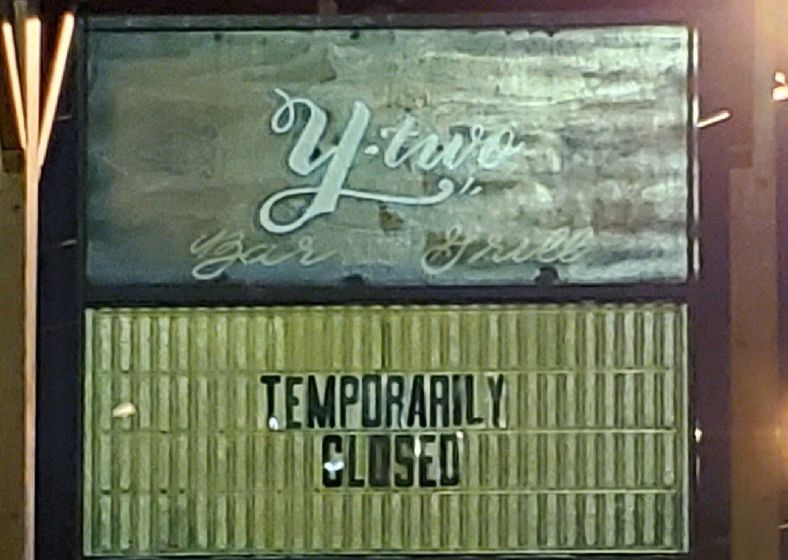 Y-two
Bar Grill
TEMPORARILY
CLOSED